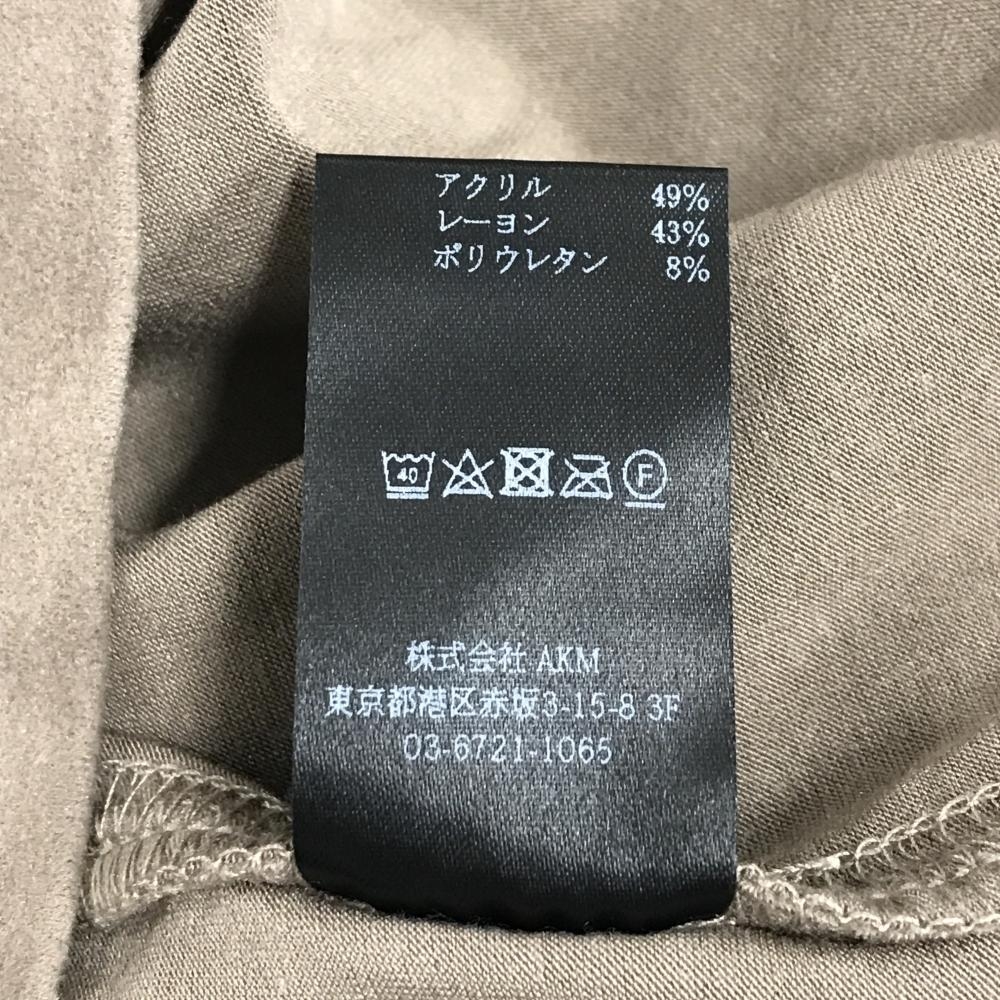 アクリル 49%
レーヨン 43%
ポリウレタン 8%
40 F
株式会社 AKM
東京都港区赤坂3-15-8 3F
03-6721-1065